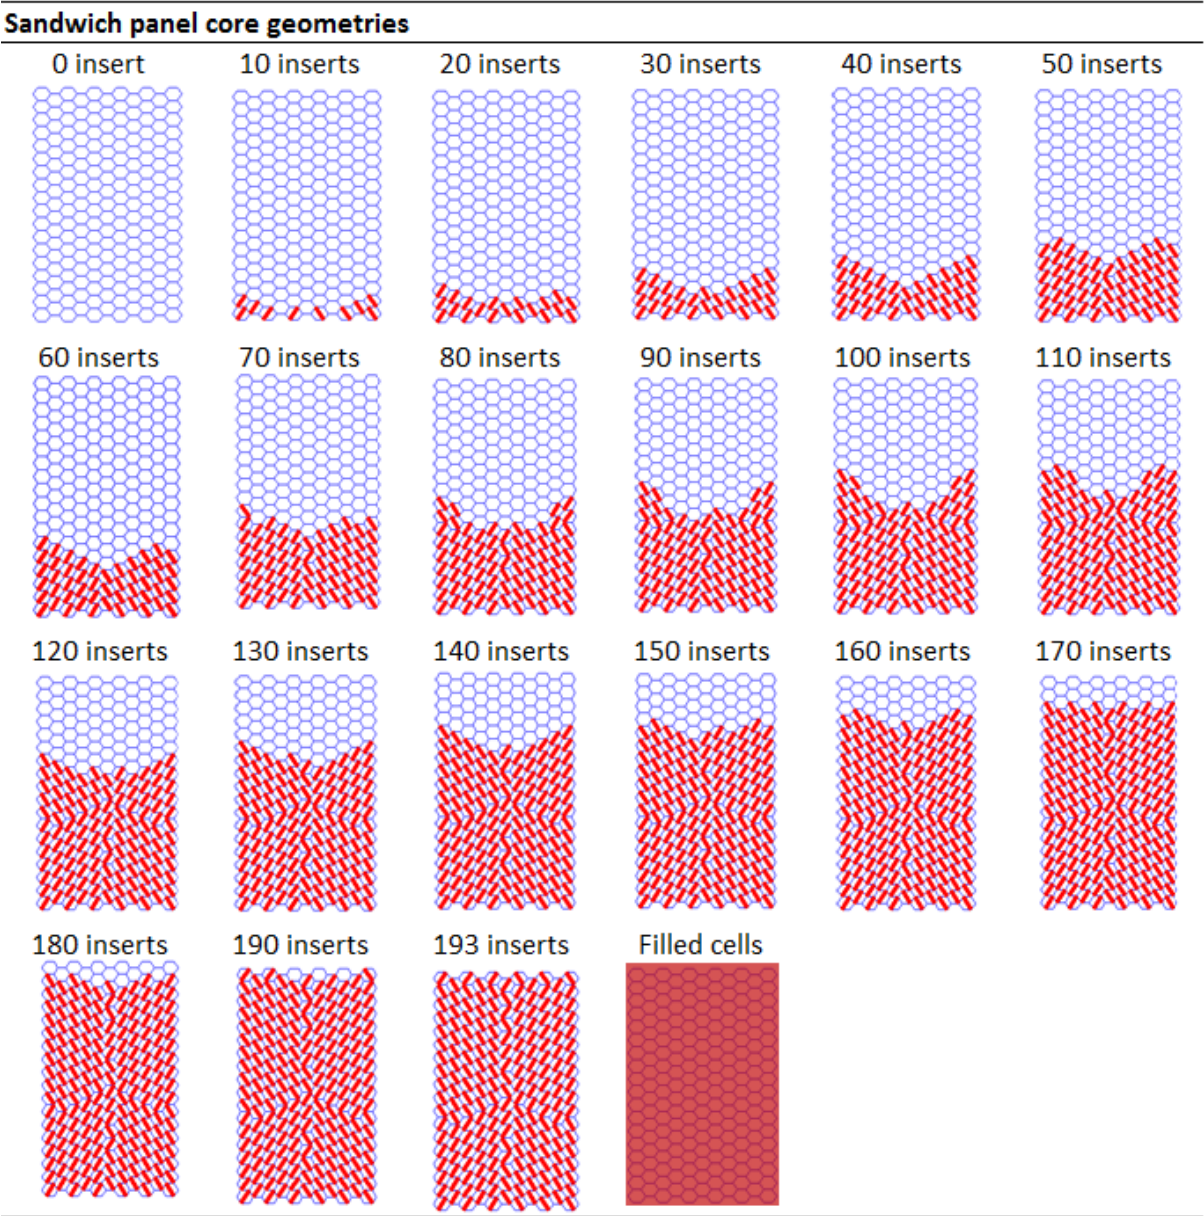 Sandwich panel core geometries
0 insert 10 inserts 20 inserts 30 inserts 40 inserts 50 inserts
60 inserts 70 inserts 80 inserts 90 inserts 100 inserts 110 inserts
120 inserts 130 inserts 140 inserts 150 inserts 160 inserts 170 inserts
180 inserts 190 inserts 193 inserts Filled cells